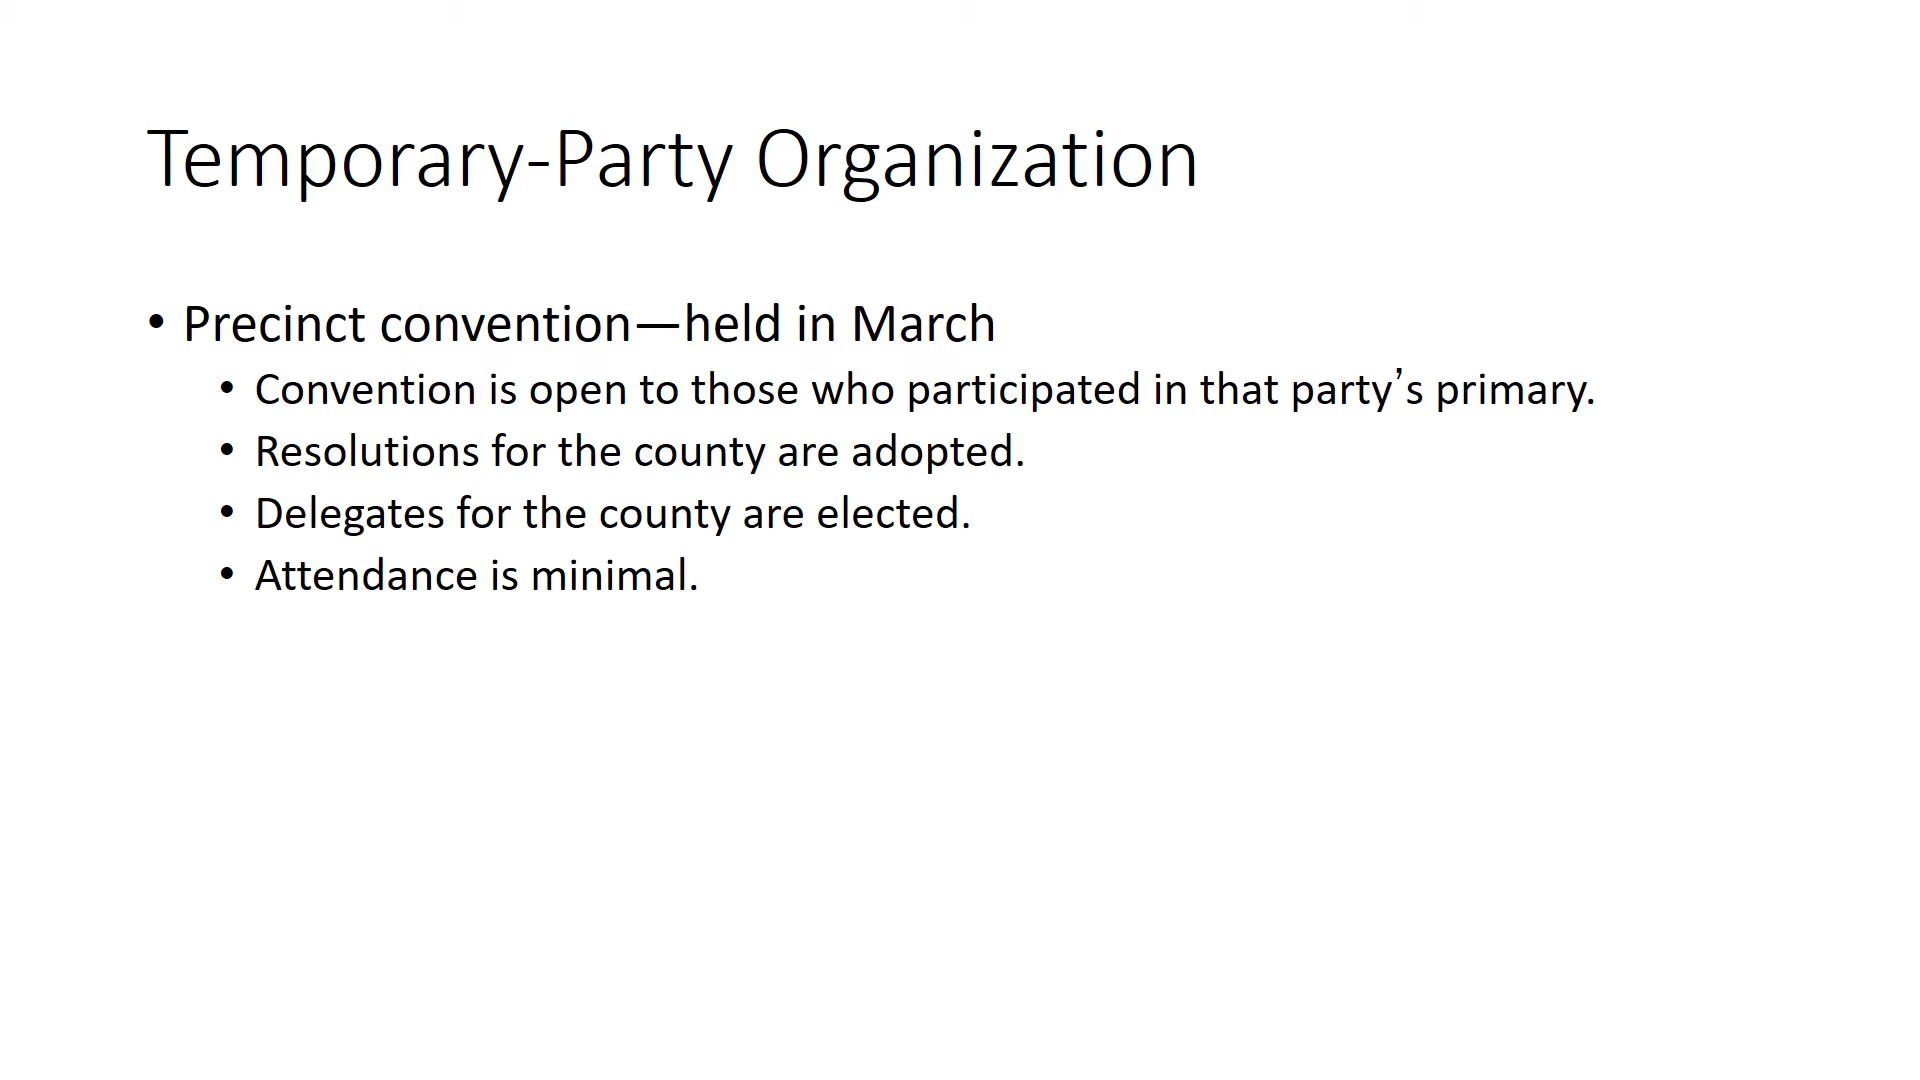 Temporary-Party Organization
• Precinct convention—held in March
• Convention is open to those who participated in that party’s primary.
• Resolutions for the county are adopted.
• Delegates for the county are elected.
• Attendance is minimal.